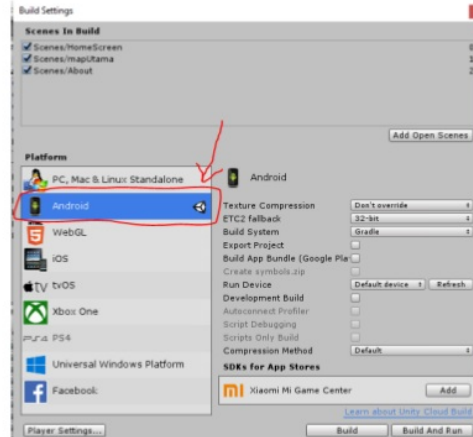 Build Settings
Scenes In Build
Scenes/HomeScreen 0
Scenes/mapUtama 1
Scenes/About 2
Add Open Scenes
Platform
PC, Mac & Linux Standalone
Android
WebGL
iOS
tvOS
Xbox One
PS4
Universal Windows Platform
Facebook
Android
Texture Compression Don't override
ETC2 fallback 32-bit
Build System Gradle
Export Project
Build App Bundle (Google Pla
Create symbols.zip
Run Device Default device Refresh
Development Build
Autoconnect Profiler
Script Debugging
Scripts Only Build
Compression Method Default
SDKs for App Stores
Xiaomi Mi Game Center Add
Learn about Unity Cloud Build
Player Settings... Build Build And Run